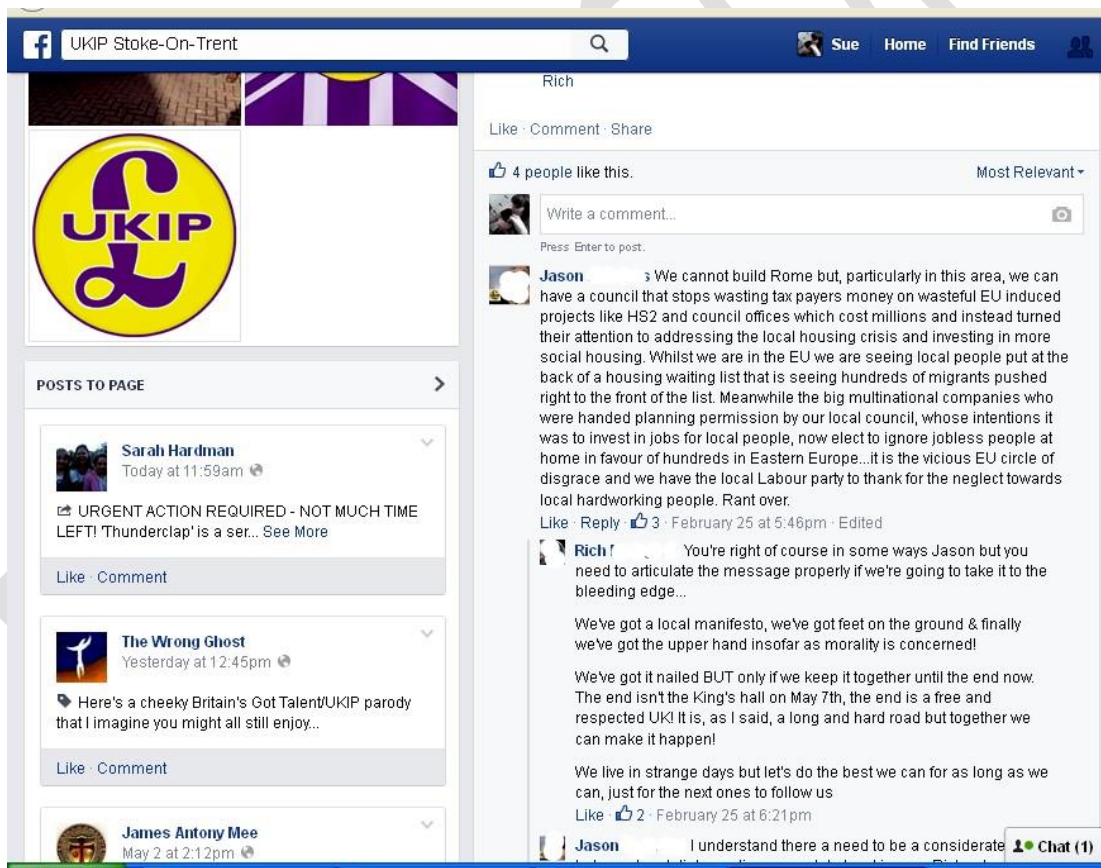 UKIP Stoke-On-Trent
Sue Home Find Friends
UKIP
POSTS TO PAGE
Sarah Hardman
Today at 11:59am
URGENT ACTION REQUIRED - NOT MUCH TIME
LEFT! 'Thunderclap' is a ser... See More
Like · Comment
The Wrong Ghost
Yesterday at 12:45pm
Here's a cheeky Britain's Got Talent/UKIP parody
that I imagine you might all still enjoy...
Like · Comment
James Antony Mee
May 2 at 2:12pm
Rich
Like · Comment · Share
4 people like this.
Most Relevant
Write a comment...
Press Enter to post.
Jason s We cannot build Rome but, particularly in this area, we can
have a council that stops wasting tax payers money on wasteful EU induced
projects like HS2 and council offices which cost millions and instead turned
their attention to addressing the local housing crisis and investing in more
social housing. Whilst we are in the EU we are seeing local people put at the
back of a housing waiting list that is seeing hundreds of migrants pushed
right to the front of the list. Meanwhile the big multinational companies who
were handed planning permission by our local council, whose intentions it
was to invest in jobs for local people, now elect to ignore jobless people at
home in favour of hundreds in Eastern Europe...it is the vicious EU circle of
disgrace and we have the local Labour party to thank for the neglect towards
local hardworking people. Rant over.
Like · Reply · 3 · February 25 at 5:46pm · Edited
Rich You're right of course in some ways Jason but you
need to articulate the message properly if we're going to take it to the
bleeding edge...
We've got a local manifesto, we've got feet on the ground & finally
we've got the upper hand insofar as morality is concerned!
We've got it nailed BUT only if we keep it together until the end now.
The end isn't the King's hall on May 7th, the end is a free and
respected UK! It is, as I said, a long and hard road but together we
can make it happen!
We live in strange days but let's do the best we can for as long as we
can, just for the next ones to follow us
Like · 2 · February 25 at 6:21pm
Jason I understand there a need to be a considerate
Chat (1)